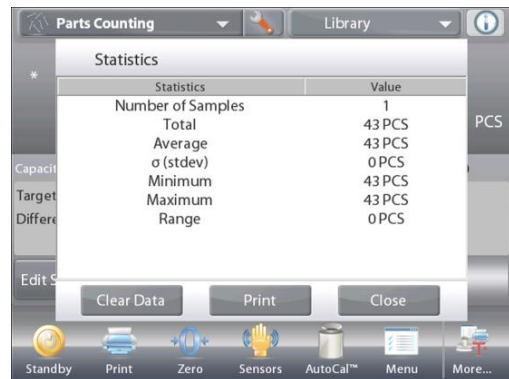 Parts Counting
Library
Statistics
*
Statistics Value
Number of Samples 1
Total 43 PCS
PCS
Average 43 PCS
σ (stdev) 0 PCS
Minimum 43 PCS
Maximum 43 PCS
Range 0 PCS
Target
Edit
Clear Data Print Close
Standby Print Zero Sensors AutoCal™ Menu More...